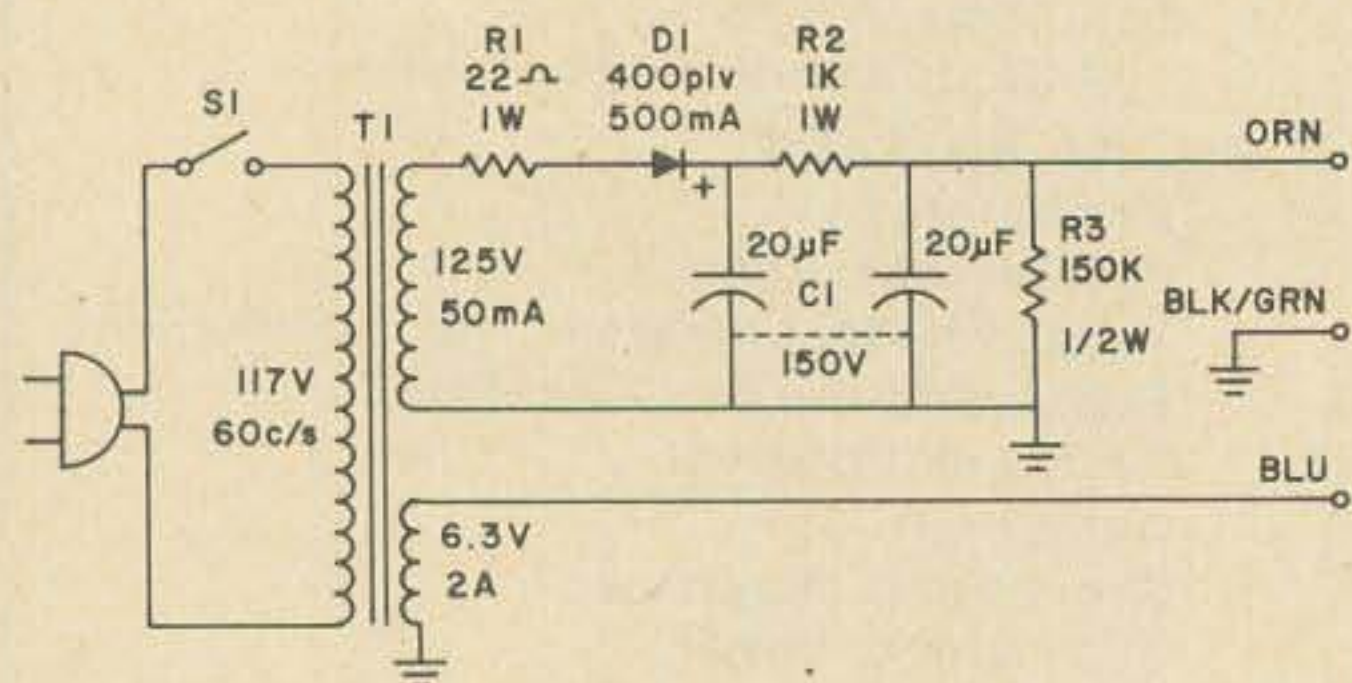 R1
22 Ω
1W
D1
400piv
500mA
R2
1K
1W
S1
T1
ORN
125V
50mA
20μF
C1
150V
20μF
R3
150K
1/2W
BLK/GRN
117V
60c/s
+
BLU
6.3V
2A